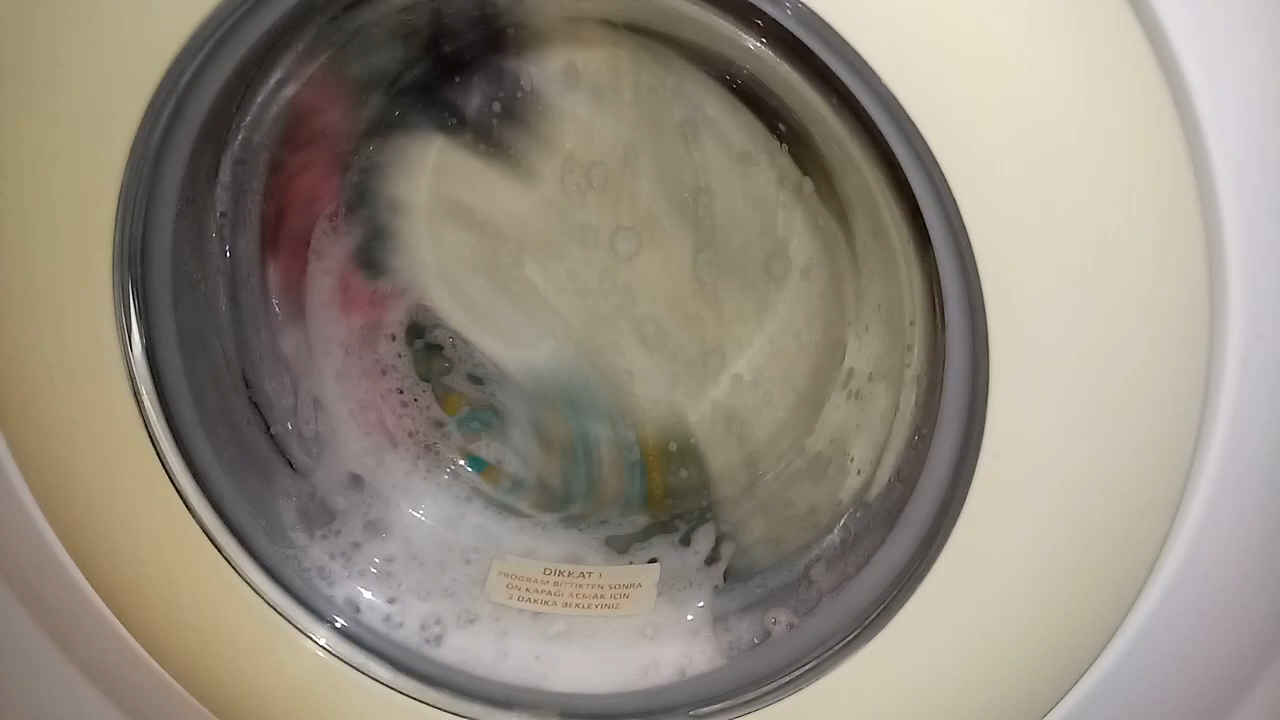 DİKKAT !
PROGRAM BİTTİKTEN SONRA
ÖN KAPAĞI AÇMAK İÇİN
2 DAKİKA BEKLEYİNİZ.